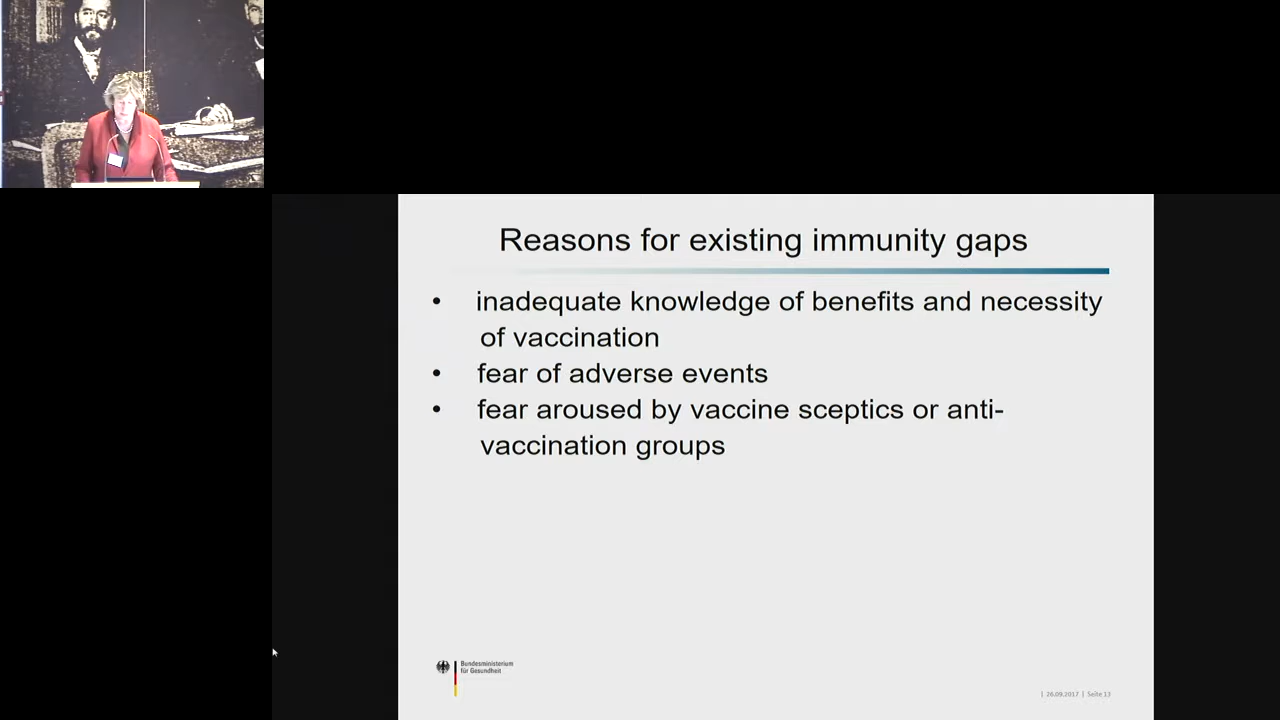 Reasons for existing immunity gaps
• inadequate knowledge of benefits and necessity
of vaccination
• fear of adverse events
• fear aroused by vaccine sceptics or anti-
vaccination groups
Bundesministerium
für Gesundheit
| 26.09.2017 | Seite 13